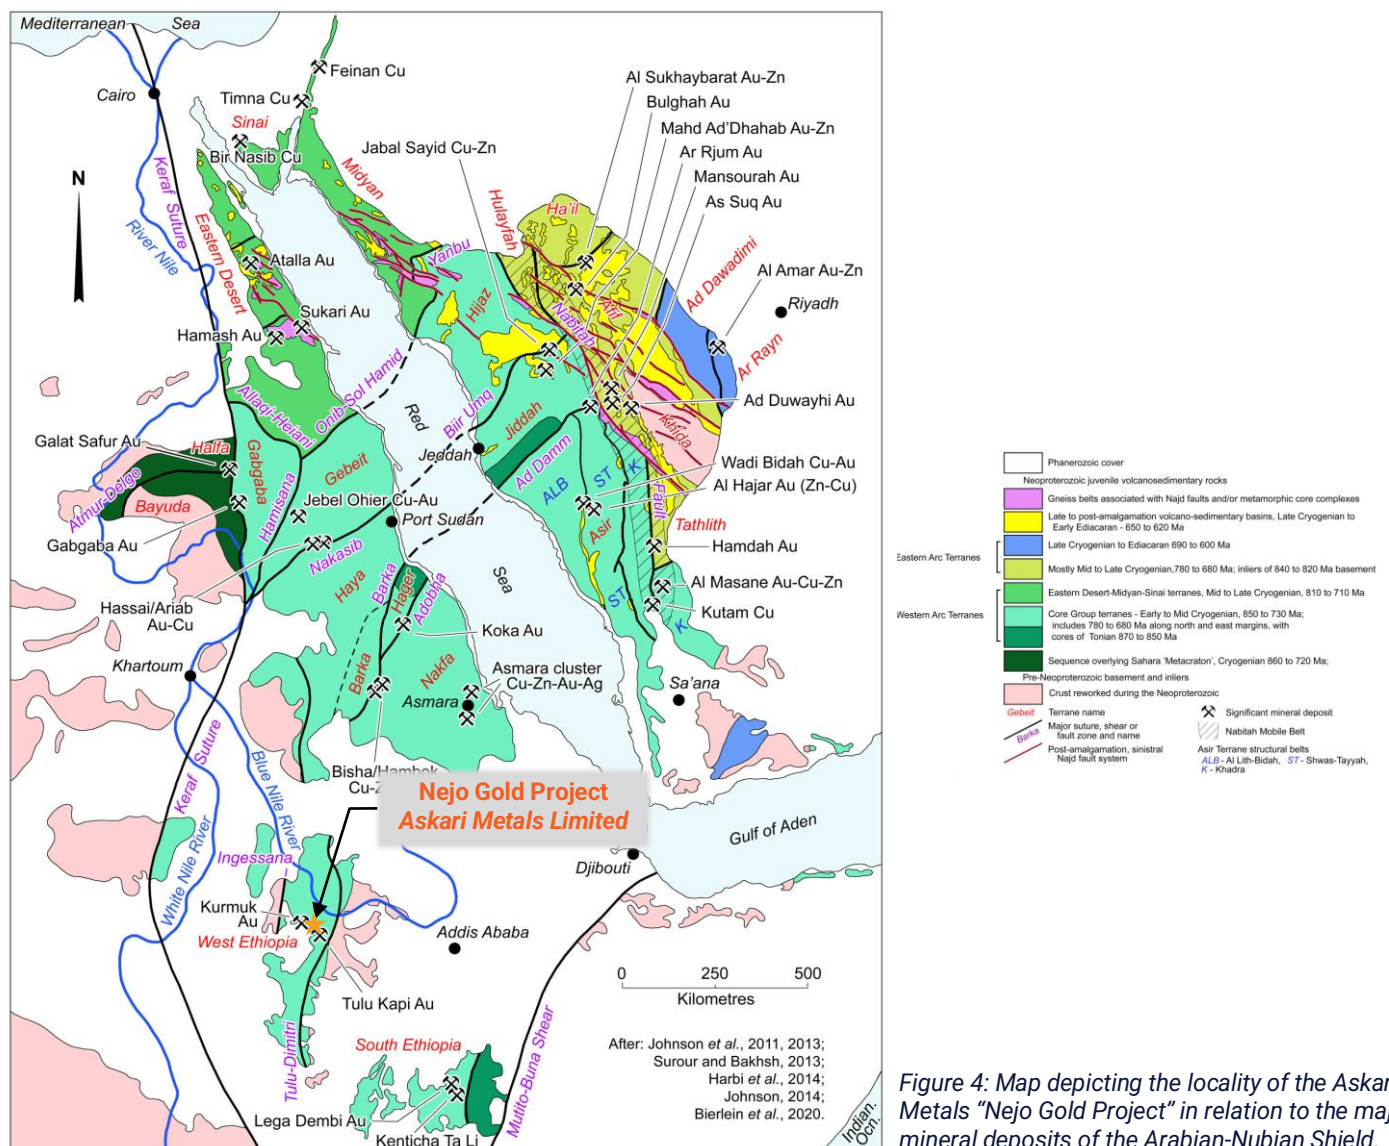 Mediterranean Sea
Feinan Cu
Cairo
Timna Cu
Sinai
Bir Nasib Cu
Al Sukhaybarat Au-Zn
Bulghah Au
Mahd Ad'Dhahab Au-Zn
Ar Rjum Au
Mansourah Au
As Suq Au
Jabal Sayid Cu-Zn
N
Keraf Suture
River Nile
Midyan
Hulayfah
Ha'il
Eastern Desert
Atalla Au
Yanbu
Ad Dawadimi
Al Amar Au-Zn
Riyadh
Sukari Au
Hamash Au
Hijaz
Nabitah
Afif
Ar Rayn
Allaqi-Heiani
Onib-Sol Hamid
Red
Sea
Biir Umq
Jiddah
Jeddah
Ad Damm
Khida
Ad Duwayhi Au
Galat Safur Au
Halfa
Gabgaba
Gebeit
Atmur-Delgo
Bayuda
Hamisana
Jebel Ohier Cu-Au
Port Sudan
ALB
ST
K
Fault
Asir
Wadi Bidah Cu-Au
Al Hajar Au (Zn-Cu)
Tathlith
Gabgaba Au
Nakasib
Hamdah Au
Hassai/Ariab
Au-Cu
Haya
Barka
Hager
Adobha
Al Masane Au-Cu-Zn
Kutam Cu
ST
K
Koka Au
Khartoum
Barka
Nakfa
Asmara cluster
Cu-Zn-Au-Ag
Asmara
Sa'ana
Keraf Suture
Blue Nile River
White Nile River
Bisha/Hambok
Cu-Z
Nejo Gold Project
Askari Metals Limited
Gulf of Aden
Djibouti
Ingessana
Kurmuk
Au
West Ethiopia
Addis Ababa
Tulu Kapi Au
Tulu-Dimitri
0 250 500
Kilometres
South Ethiopia
Mutito-Buna Shear
Lega Dembi Au
Kenticha Ta Li
After: Johnson et al., 2011, 2013;
Surour and Bakhsh, 2013;
Harbi et al., 2014;
Johnson, 2014;
Bierlein et al., 2020.
Indian.
Ocn.
Phanerozoic cover
Neoproterozoic juvenile volcanosedimentary rocks
Gneiss belts associated with Najd faults and/or metamorphic core complexes
Late to post-amalgamation volcano-sedimentary basins, Late Cryogenian to
Early Ediacaran - 650 to 620 Ma
Late Cryogenian to Ediacaran 690 to 600 Ma
Eastern Arc Terranes
Mostly Mid to Late Cryogenian,780 to 680 Ma; inliers of 840 to 820 Ma basement
Eastern Desert-Midyan-Sinai terranes, Mid to Late Cryogenian, 810 to 710 Ma
Western Arc Terranes
Core Group terranes - Early to Mid Cryogenian, 850 to 730 Ma;
includes 780 to 680 Ma along north and east margins, with
cores of Tonian 870 to 850 Ma
Sequence overlying Sahara 'Metacraton', Cryogenian 860 to 720 Ma;
Pre-Neoproterozoic basement and inliers
Crust reworked during the Neoproterozoic
Gebeit Terrane name
Barka Major suture, shear or
fault zone and name
Post-amalgamation, sinistral
Najd fault system
Significant mineral deposit
Nabitah Mobile Belt
Asir Terrane structural belts
ALB - Al Lith-Bidah, ST - Shwas-Tayyah,
K - Khadra
Figure 4: Map depicting the locality of the Askar
Metals “Nejo Gold Project” in relation to the maj
mineral deposits of the Arabian-Nubian Shield.